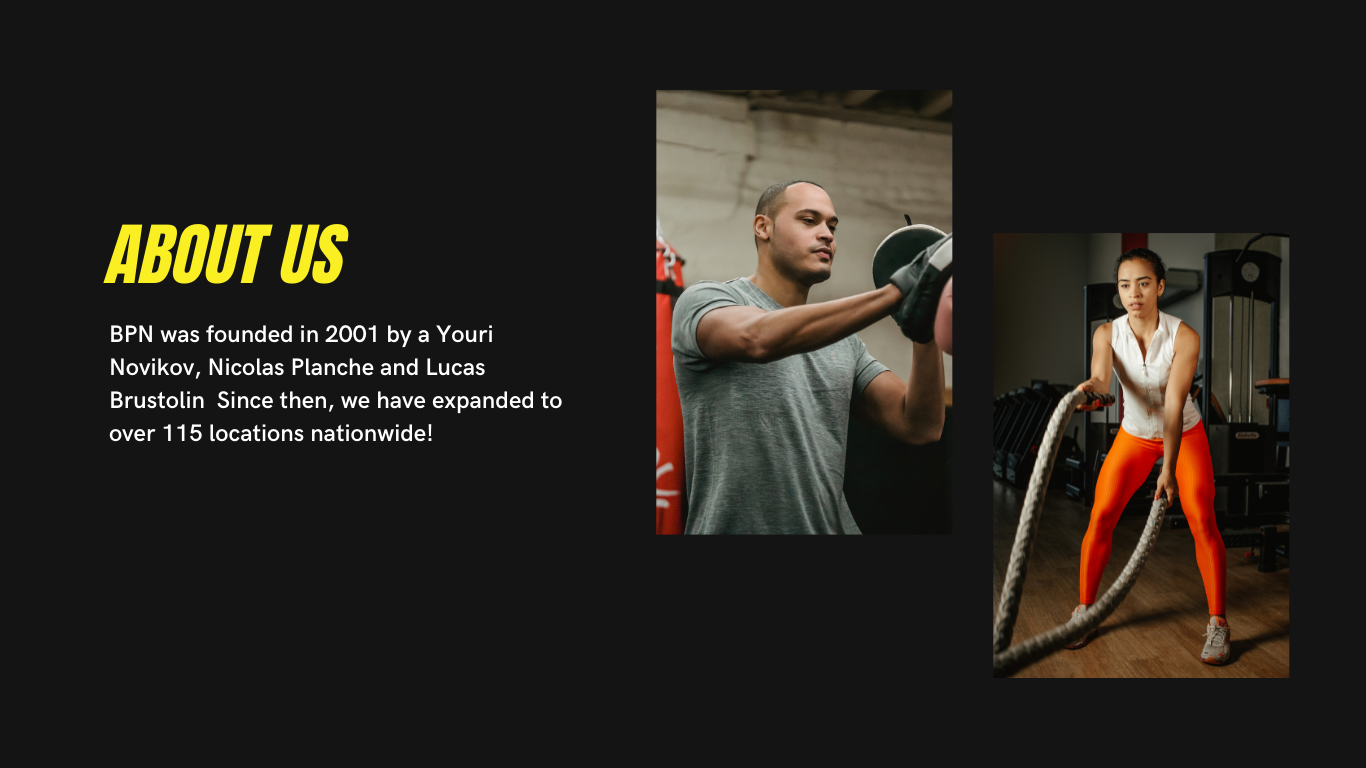 ABOUT US
BPN was founded in 2001 by a Youri
Novikov, Nicolas Planche and Lucas
Brustolin  Since then, we have expanded to
over 115 locations nationwide!